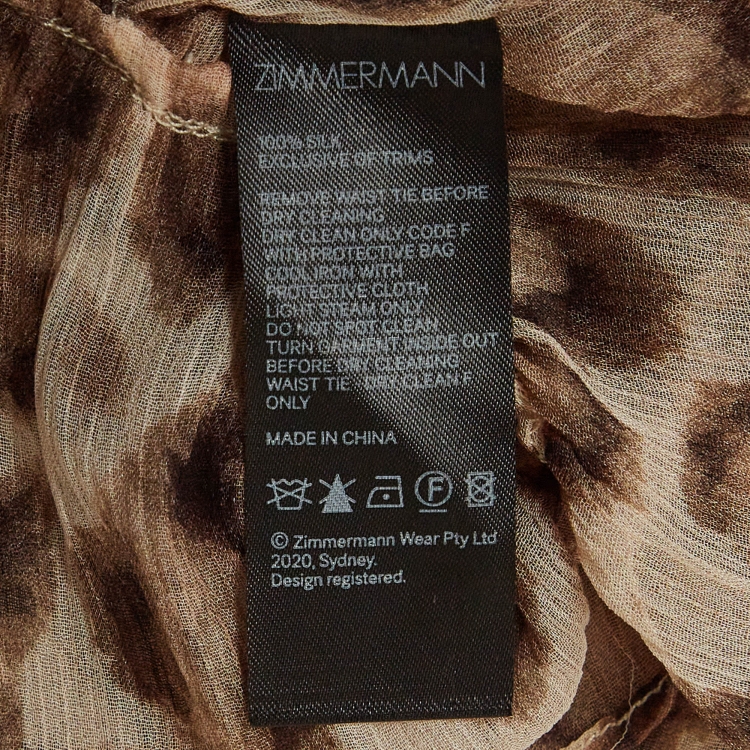 ZIMMERMANN
100% SILK
EXCLUSIVE OF TRIMS
REMOVE WAIST TIE BEFORE
DRY CLEANING
DRY CLEAN ONLY CODE F
WITH PROTECTIVE BAG
COOL IRON WITH
PROTECTIVE CLOTH
LIGHT STEAM ONLY
DO NOT SPOT CLEAN
TURN GARMENT INSIDE OUT
BEFORE DRY CLEANING
WAIST TIE - DRY CLEAN F
ONLY
MADE IN CHINA
F
© Zimmermann Wear Pty Ltd
2020, Sydney.
Design registered.